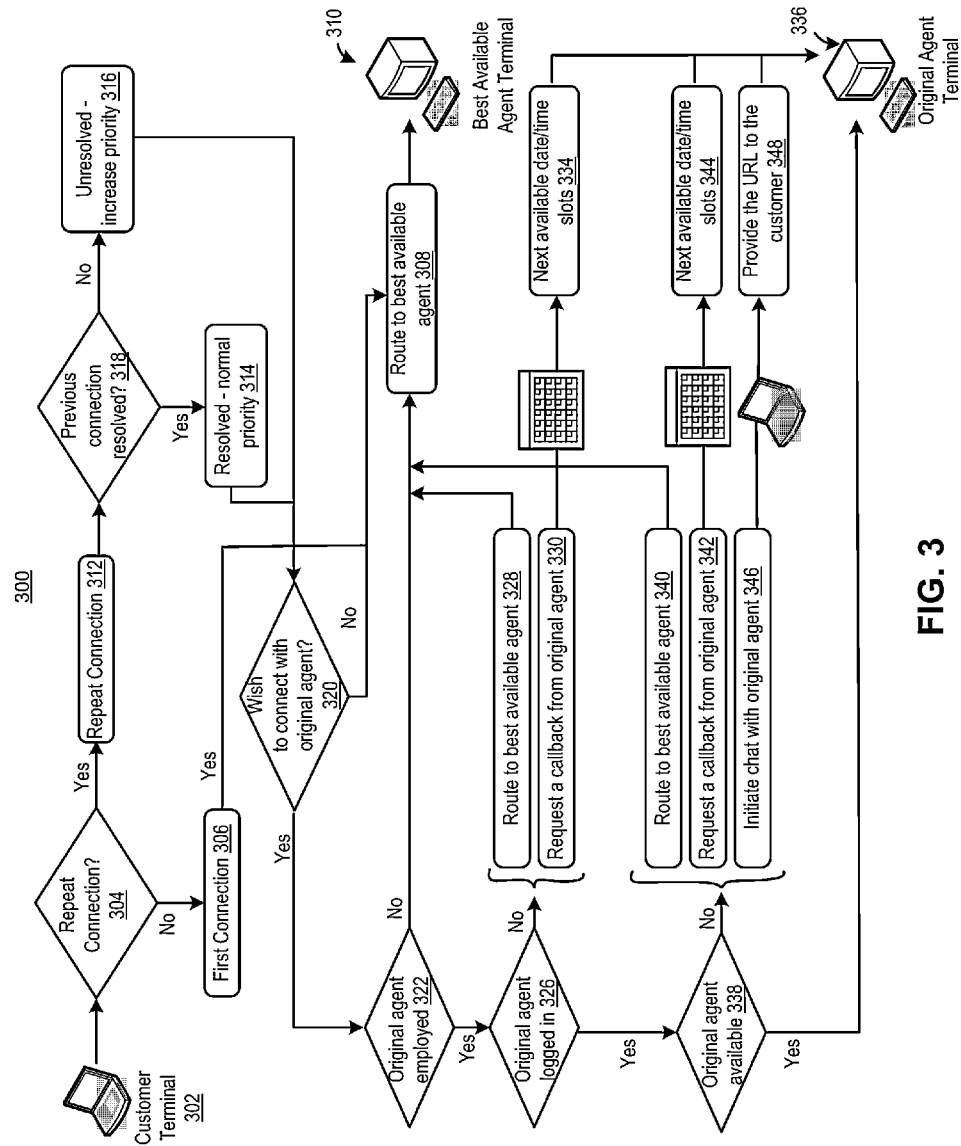 300
Customer
Terminal
302
Repeat
Connection?
304
Yes
No
Repeat Connection 312
First Connection 306
Yes
Previous
connection
resolved? 318
No
Yes
Unresolved -
increase priority 316
Resolved - normal
priority 314
Wish
to connect with
original agent?
320
No
Yes
Route to best available
agent 308
310
Best Available
Agent Terminal
Original agent
employed 322
No
Yes
Original agent
logged in 326
No
Yes
Route to best available agent 328
Request a callback from original agent 330
Next available date/time
slots 334
Original agent
available 338
No
Yes
Route to best available agent 340
Request a callback from original agent 342
Initiate chat with original agent 346
Next available date/time
slots 344
Provide the URL to the
customer 348
336
Original Agent
Terminal
FIG. 3